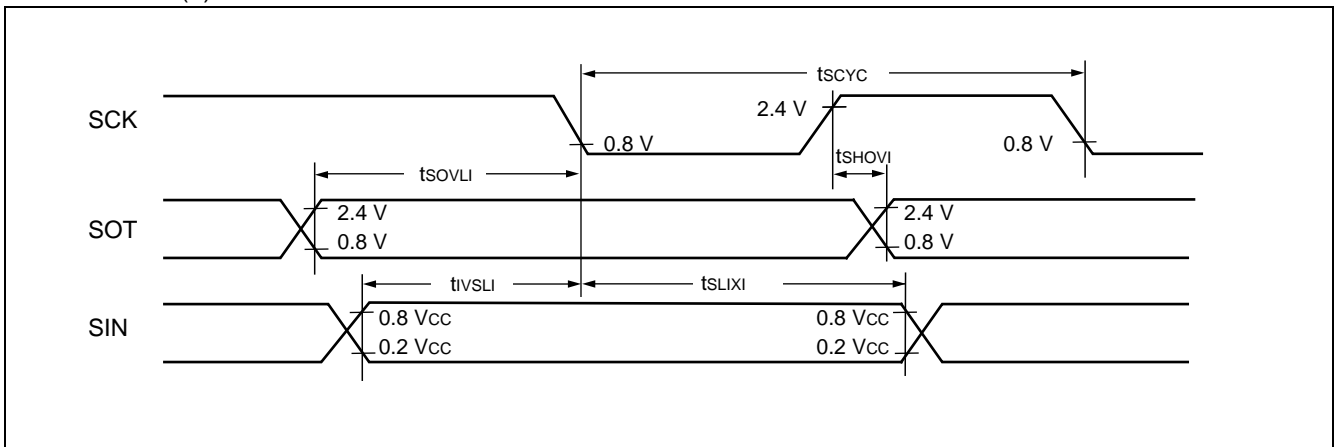 tSCYC
SCK
2.4 V
0.8 V
0.8 V
tSHOVI
tSOVLI
SOT
2.4 V
2.4 V
0.8 V
0.8 V
tIVSLI
tSLIXI
SIN
0.8 VCC
0.8 VCC
0.2 VCC
0.2 VCC